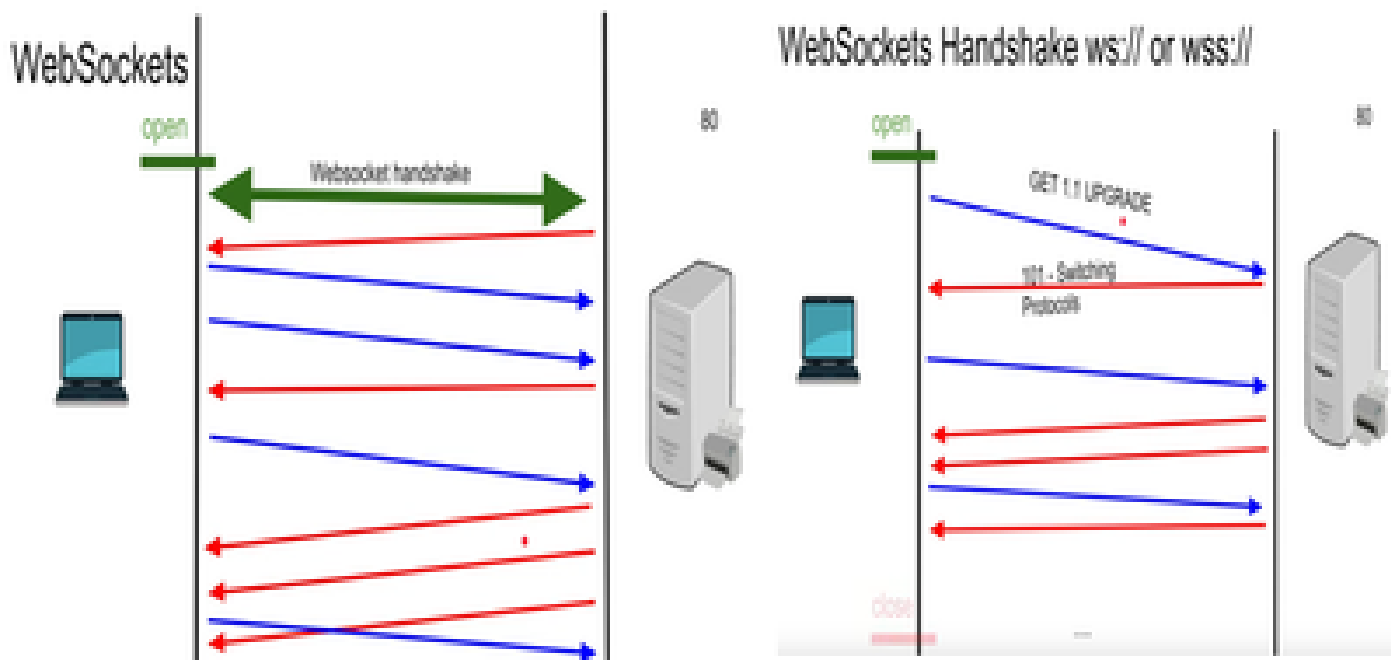 WebSockets
open
80
Websocket handshake
WebSockets Handshake ws:// or wss://
open
80
GET 1.1 UPGRADE
101 - Switching
Protocols
close